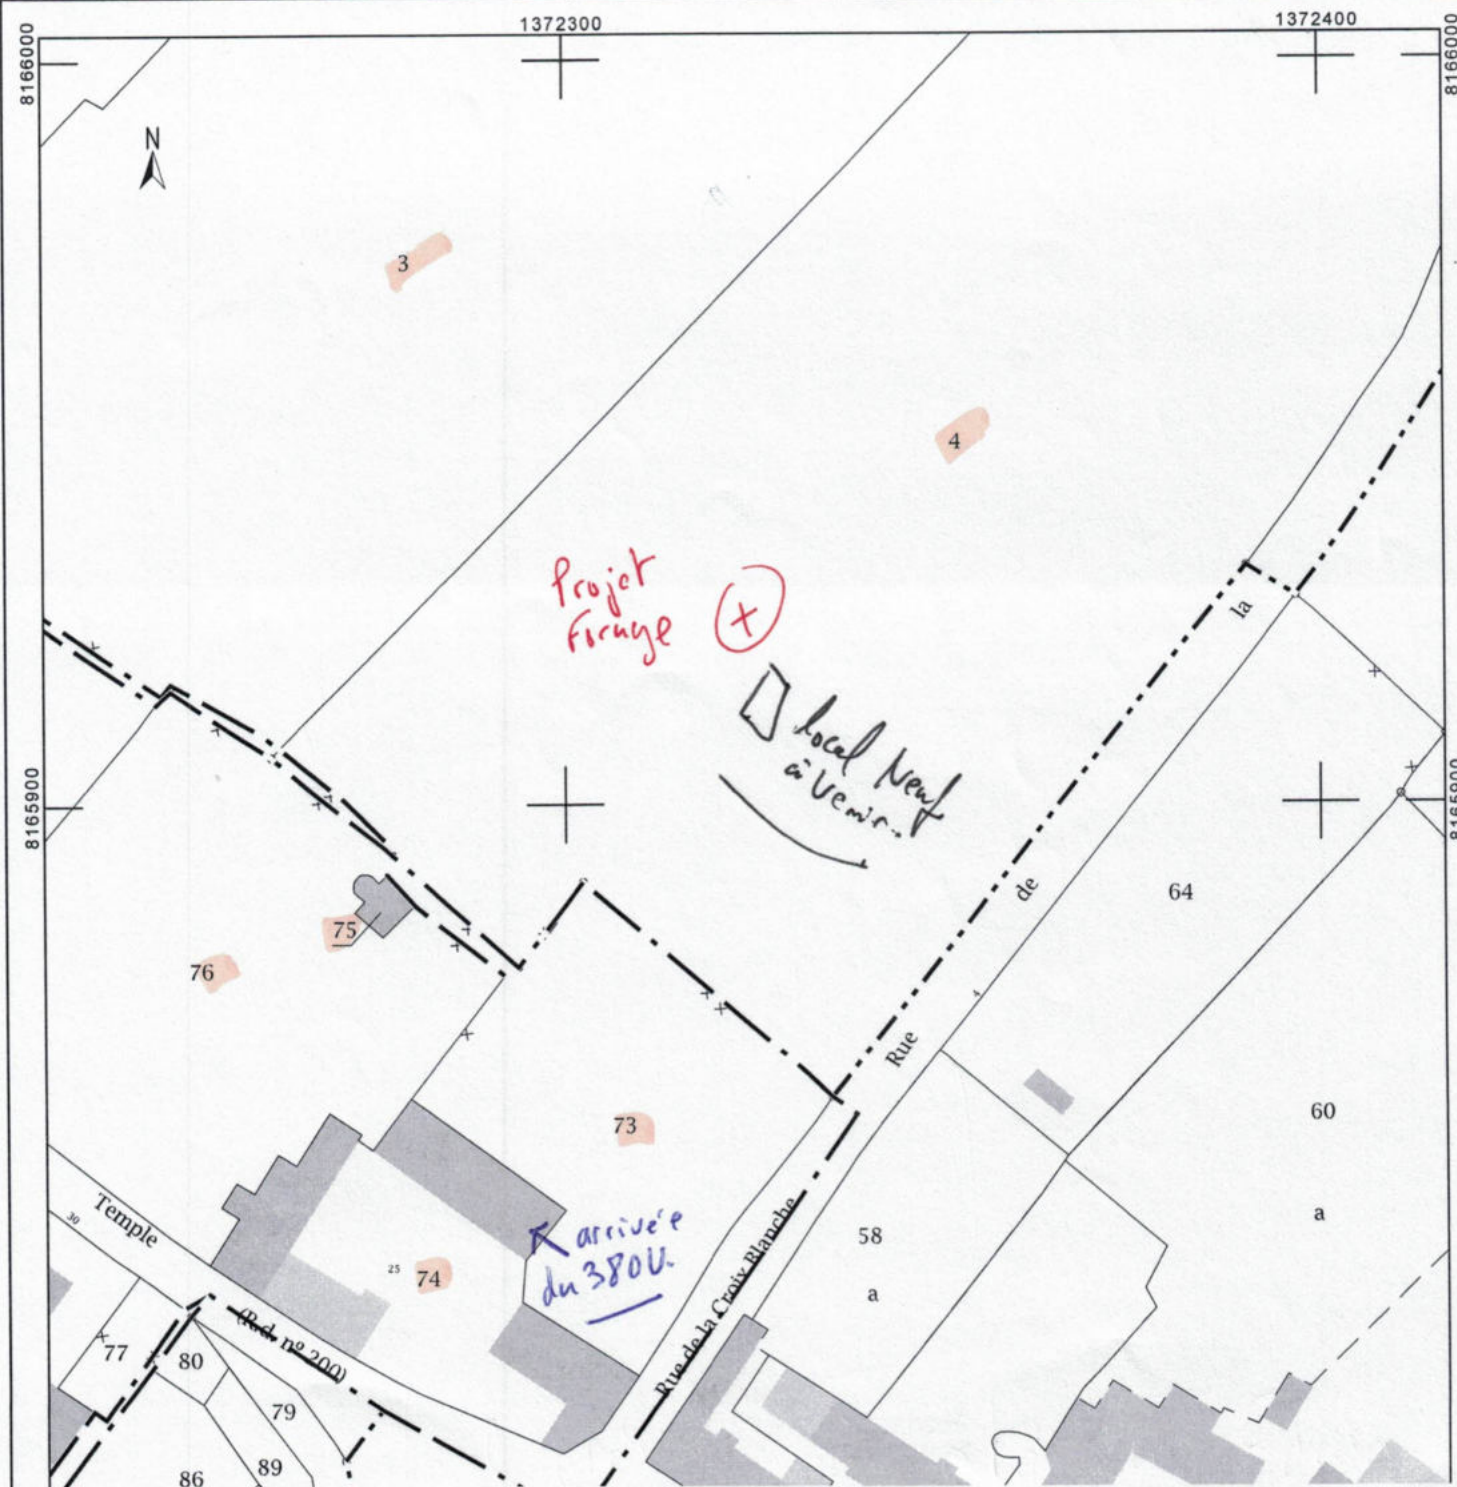 1372300
1372400
8166000
8166000
N
3
4
Projet
Forage
+
la
local Neuf
à venir..
8165900
8165900
de
64
75
76
4
Rue
73
60
a
Temple
30
arrivée
du 380V.
Rue de la Croix Blanche
58
a
25
74
(R.d. nº 200)
77
80
79
89
86